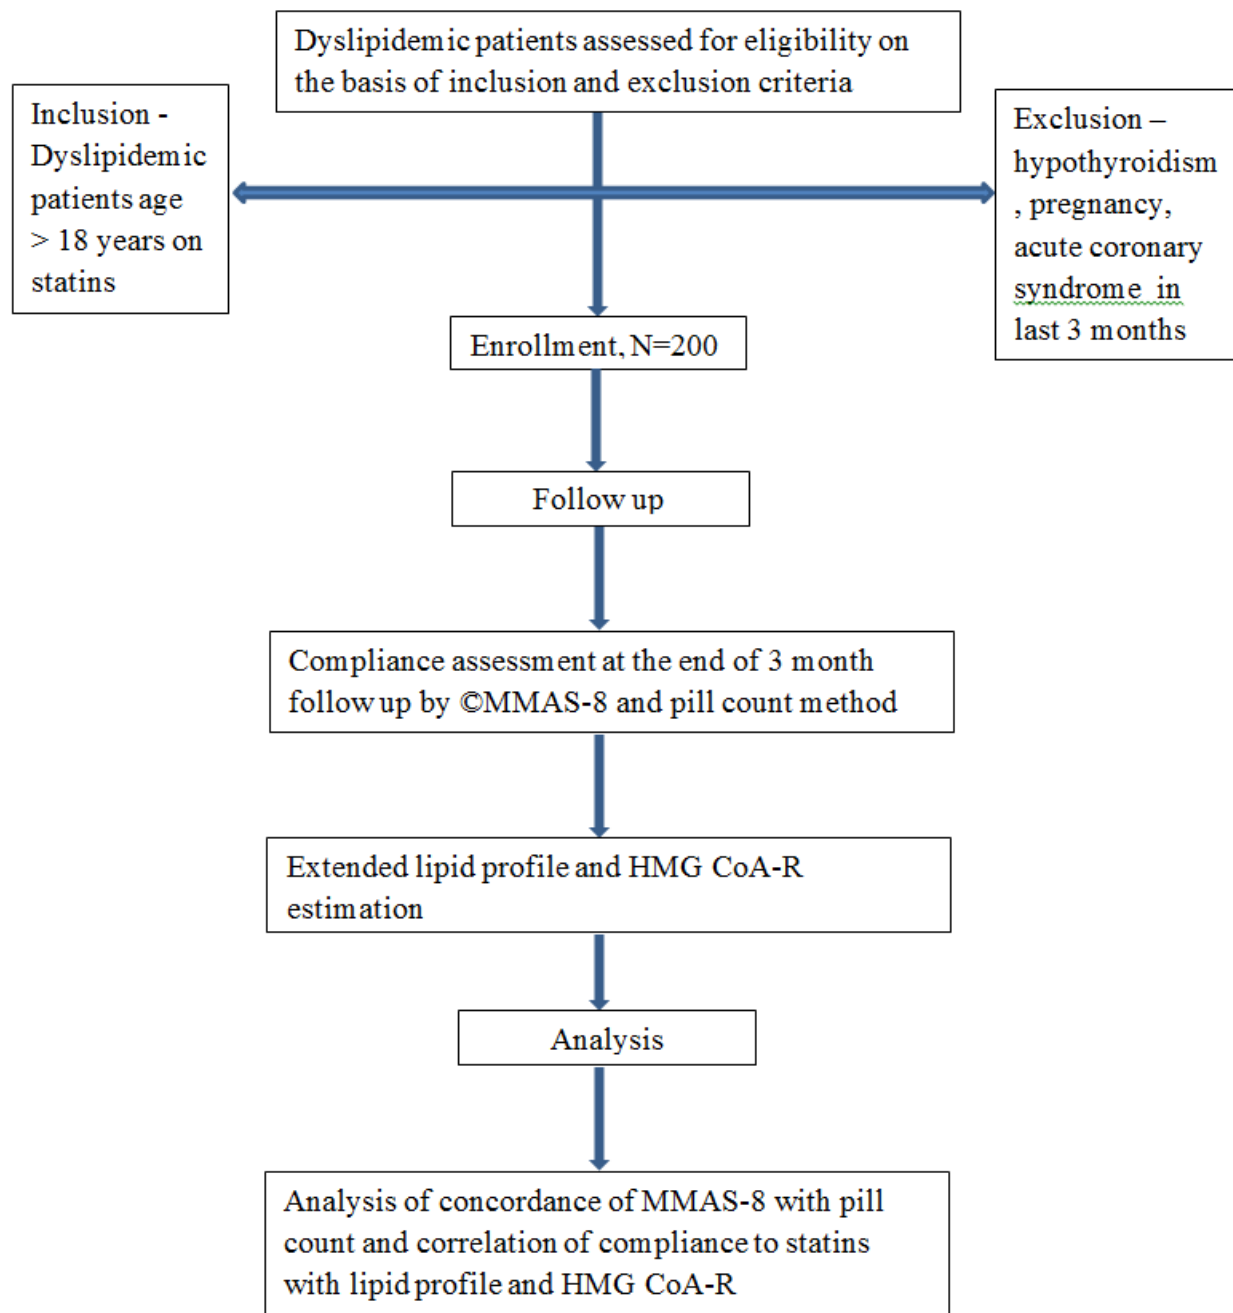 Dyslipidemic patients assessed for eligibility on
the basis of inclusion and exclusion criteria
Inclusion -
Dyslipidemic
patients age
> 18 years on
statins
Exclusion –
hypothyroidism
, pregnancy,
acute coronary
syndrome in
last 3 months
Enrollment, N=200
Follow up
Compliance assessment at the end of 3 month
follow up by ©MMAS-8 and pill count method
Extended lipid profile and HMG CoA-R
estimation
Analysis
Analysis of concordance of MMAS-8 with pill
count and correlation of compliance to statins
with lipid profile and HMG CoA-R